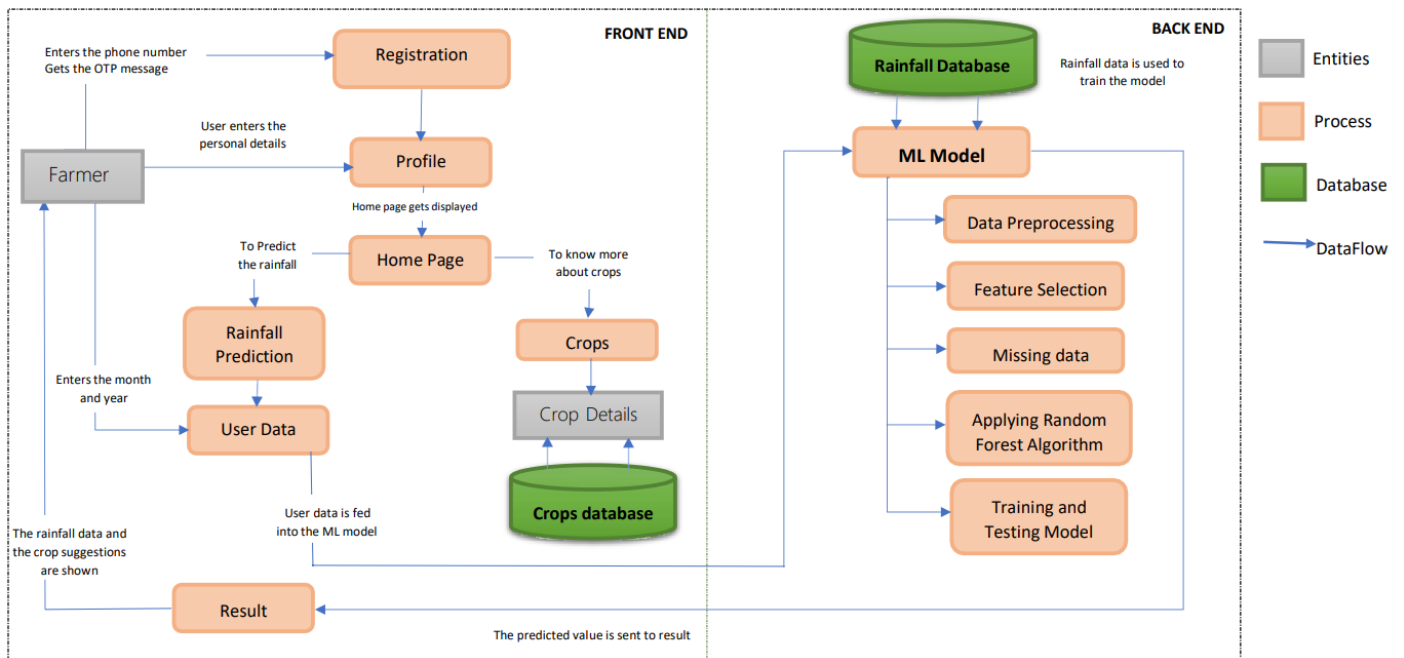 FRONT END
BACK END
Enters the phone number
Gets the OTP message
Registration
User enters the
personal details
Farmer
Profile
Home page gets displayed
To Predict
the rainfall
Home Page
To know more
about crops
Rainfall
Prediction
Crops
Enters the month
and year
User Data
Crop Details
Crops database
User data is fed
into the ML model
The rainfall data and
the crop suggestions
are shown
Result
The predicted value is sent to result
Rainfall Database
Rainfall data is used to
train the model
ML Model
Data Preprocessing
Feature Selection
Missing data
Applying Random
Forest Algorithm
Training and
Testing Model
Entities
Process
Database
DataFlow